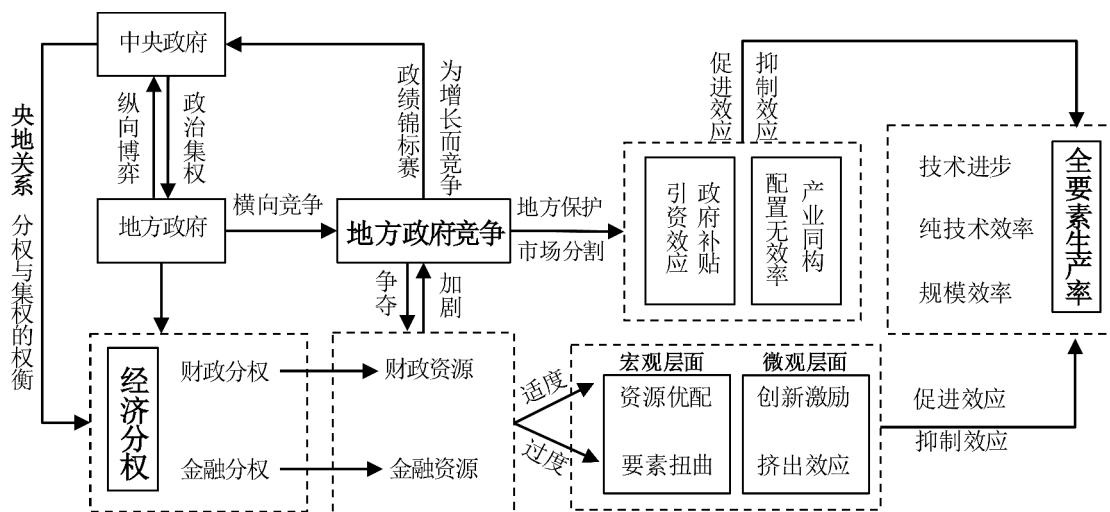 中央政府
纵向博弈
政治集权
央地关系 分权与集权的权衡
地方政府
横向竞争
政绩锦标赛
为增长而竞争
地方政府竞争
争夺
加剧
地方保护
市场分割
促进效应
抑制效应
引资效应
政府补贴
配置无效率
产业同构
技术进步
纯技术效率
规模效率
全要素生产率
经济分权
财政分权
金融分权
财政资源
金融资源
适度
过度
宏观层面
资源优配
要素扭曲
微观层面
创新激励
挤出效应
促进效应
抑制效应